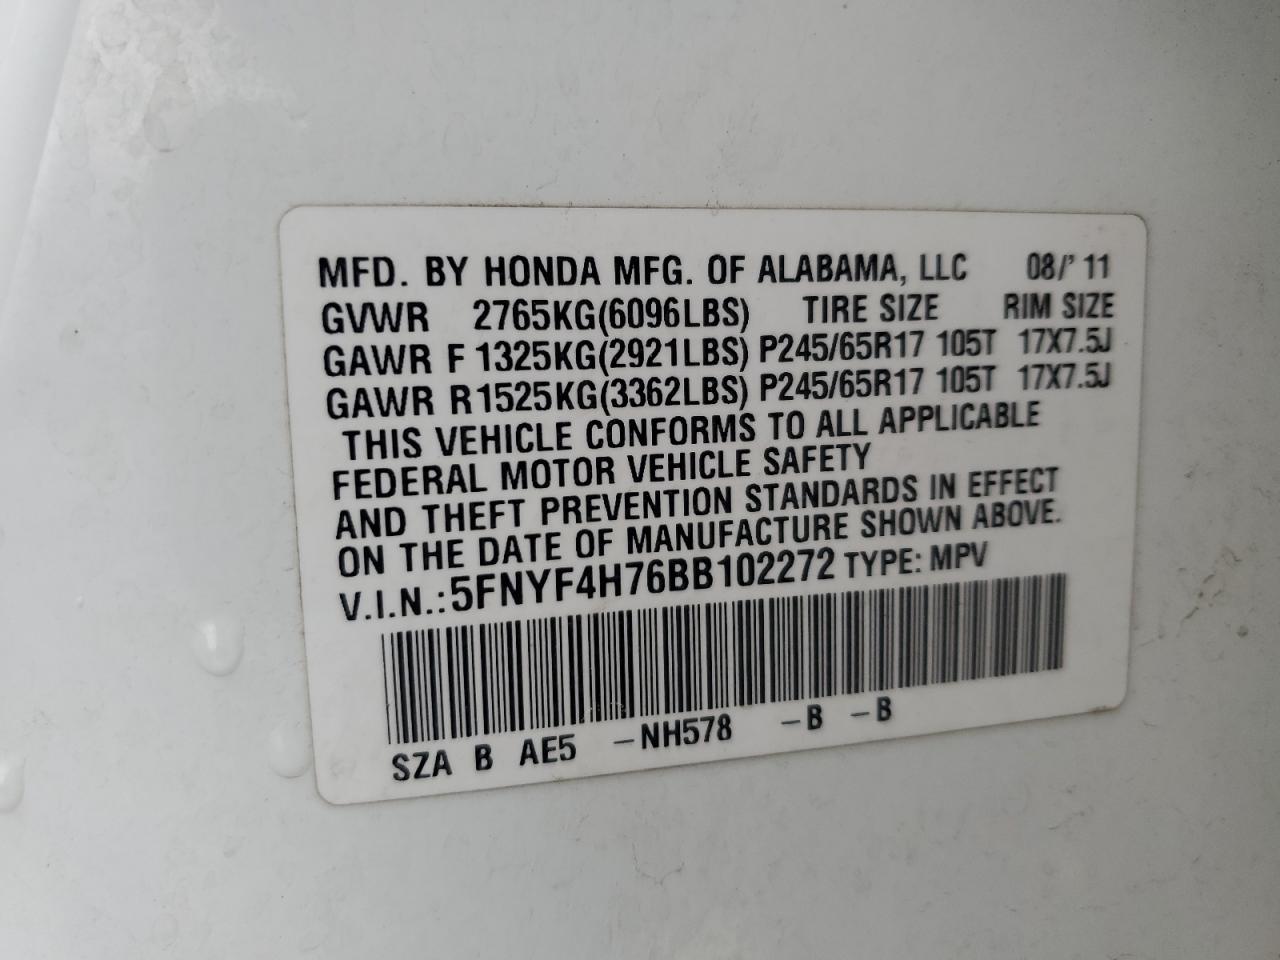 MFD. BY HONDA MFG. OF ALABAMA, LLC 08/' 11
GVWR 2765KG(6096LBS) TIRE SIZE RIM SIZE
GAWR F 1325KG(2921LBS) P245/65R17 105T 17X7.5J
GAWR R 1525KG(3362LBS) P245/65R17 105T 17X7.5J
THIS VEHICLE CONFORMS TO ALL APPLICABLE
FEDERAL MOTOR VEHICLE SAFETY
AND THEFT PREVENTION STANDARDS IN EFFECT
ON THE DATE OF MANUFACTURE SHOWN ABOVE.
V.I.N.: 5FNYF4H76BB102272 TYPE: MPV
SZA B AE5 –NH578 –B –B